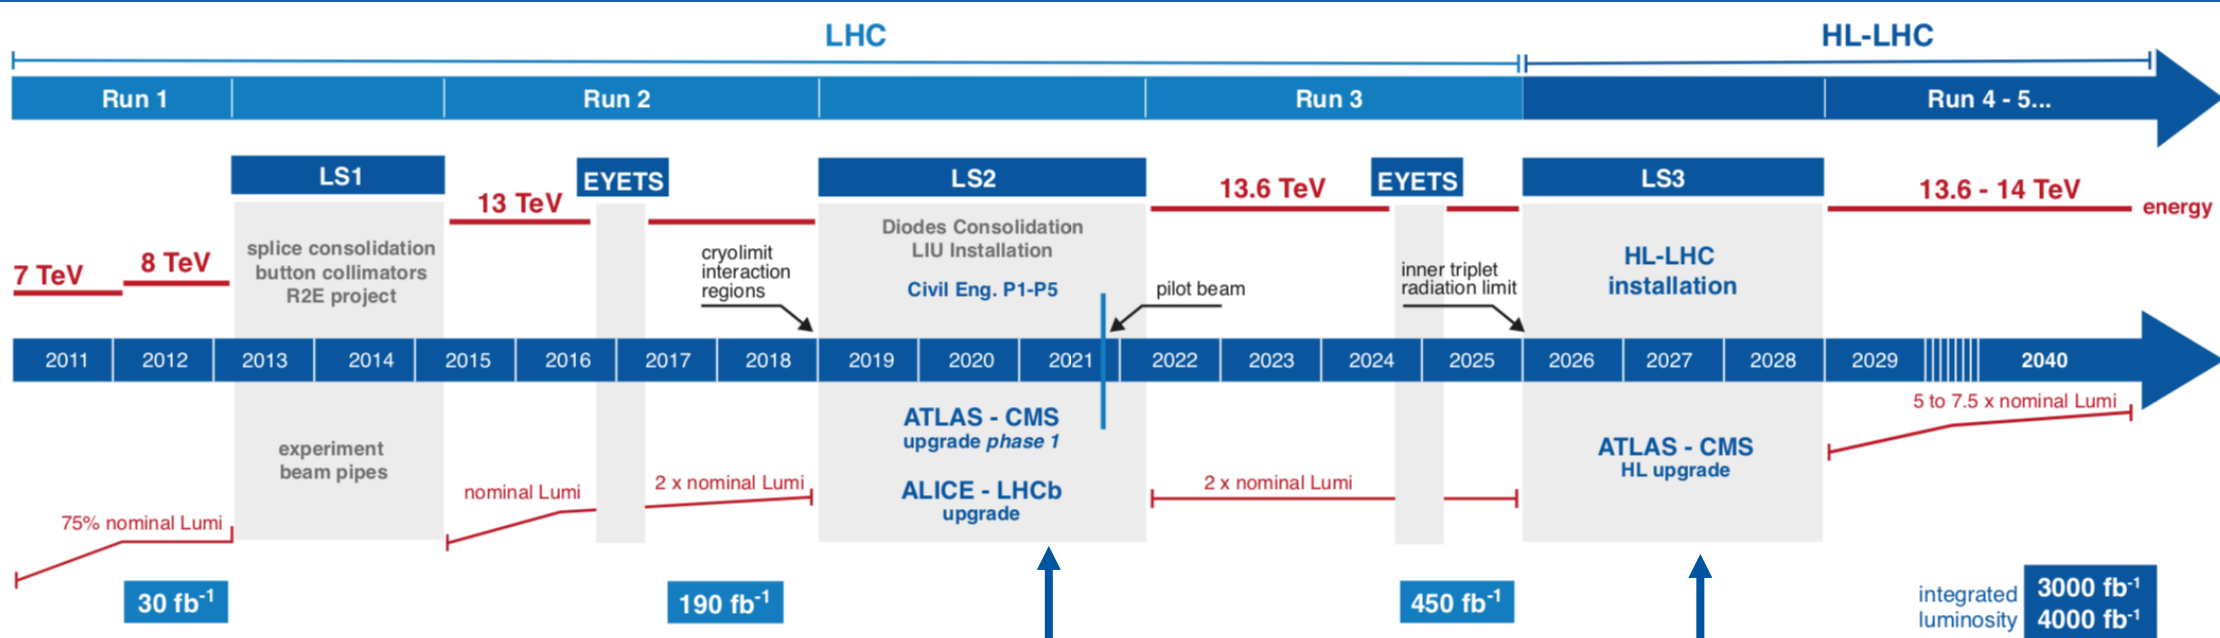 LHC
HL-LHC
Run 1
Run 2
Run 3
Run 4 - 5...
LS1
EYETS
LS2
EYETS
LS3
13 TeV
13.6 TeV
13.6 - 14 TeV
energy
7 TeV
8 TeV
splice consolidation
button collimators
R2E project
cryolimit
interaction
regions
Diodes Consolidation
LIU Installation
Civil Eng. P1-P5
pilot beam
inner triplet
radiation limit
HL-LHC
installation
2011
2012
2013
2014
2015
2016
2017
2018
2019
2020
2021
2022
2023
2024
2025
2026
2027
2028
2029
2040
5 to 7.5 x nominal Lumi
experiment
beam pipes
ATLAS - CMS
upgrade phase 1
ALICE - LHCb
upgrade
ATLAS - CMS
HL upgrade
75% nominal Lumi
nominal Lumi
2 x nominal Lumi
2 x nominal Lumi
30 fb⁻¹
190 fb⁻¹
450 fb⁻¹
integrated
luminosity
3000 fb⁻¹
4000 fb⁻¹